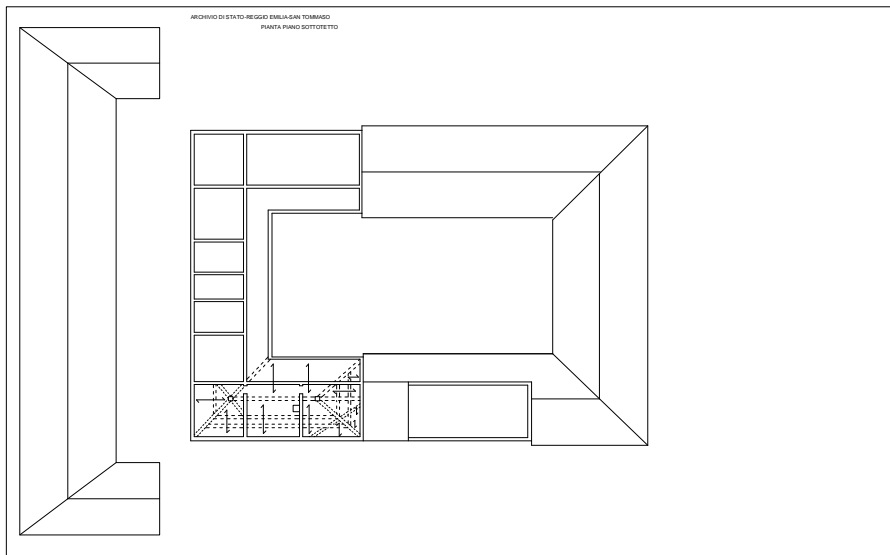 ARCHIVIO DI STATO-REGGIO EMILIA-SAN TOMMASO
PIANTA PIANO SOTTOTETTO